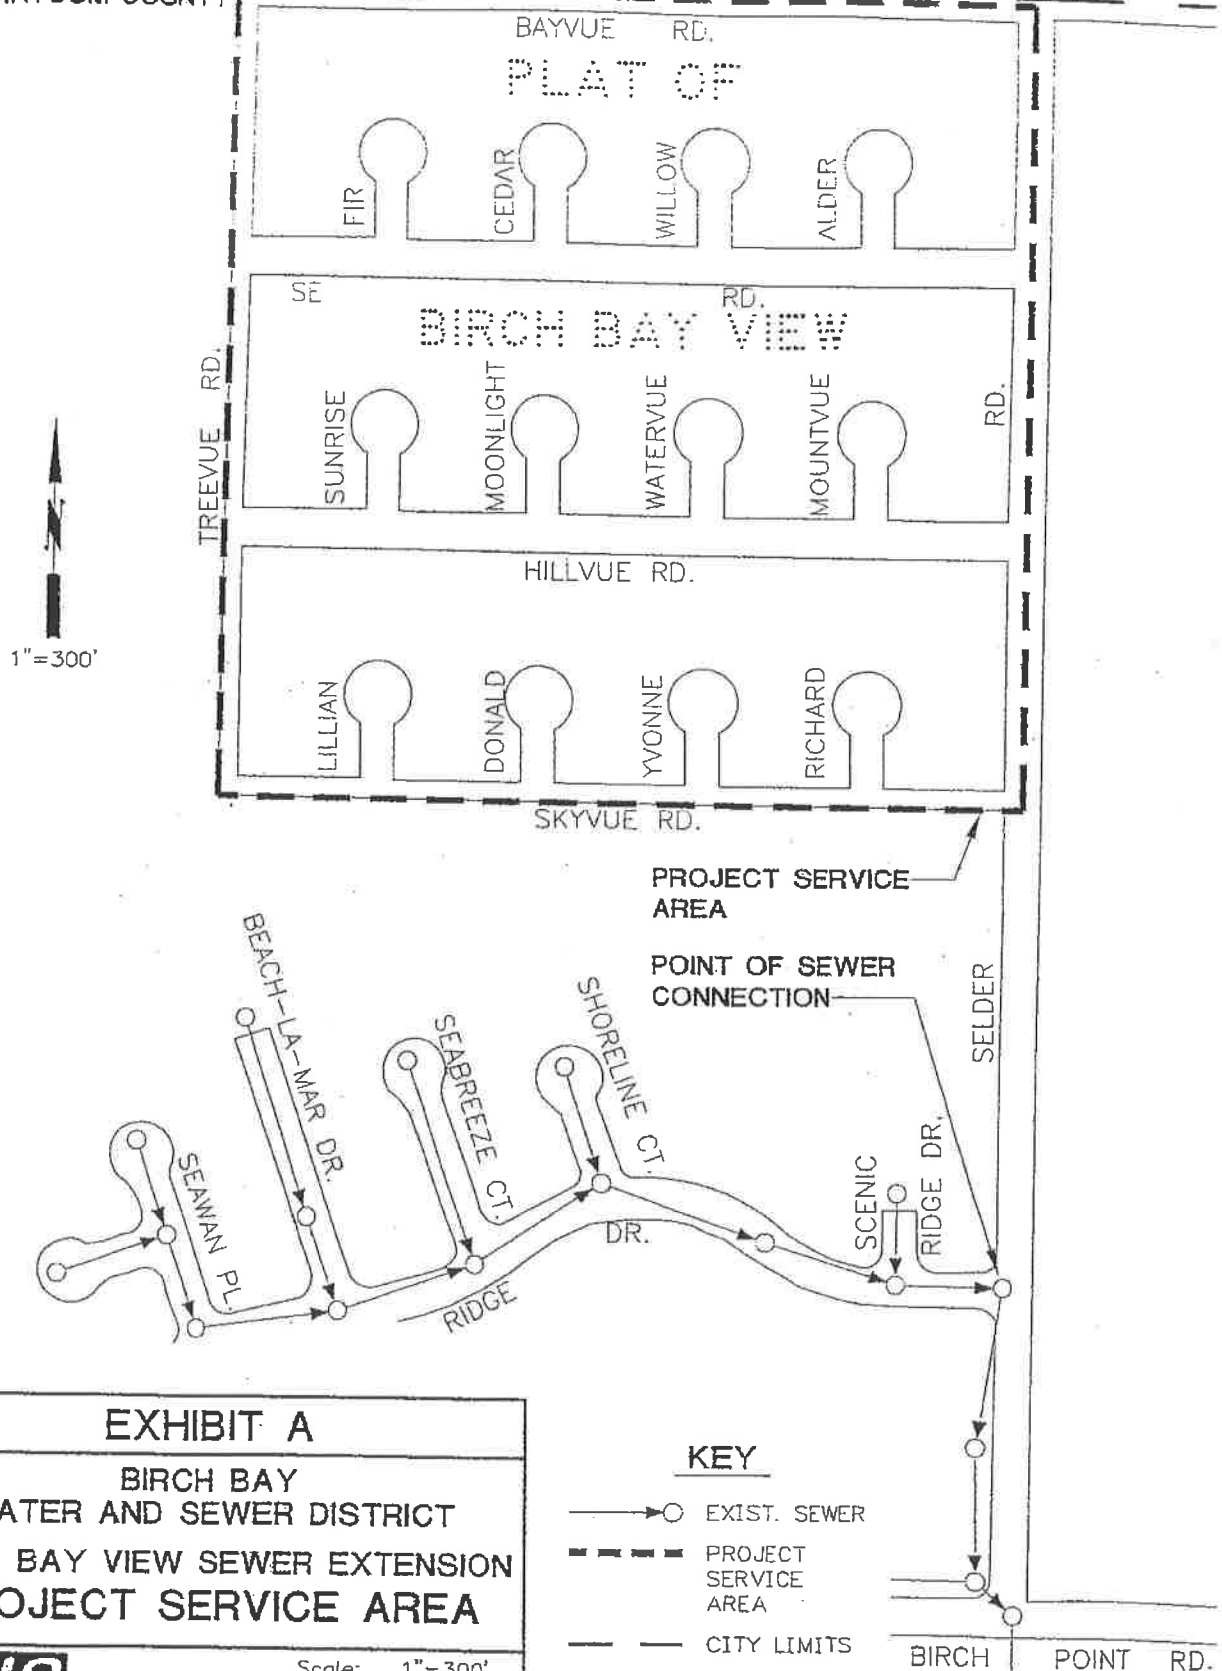 BAYVUE RD.
PLAT OF
FIR
CEDAR
WILLOW
ALDER
SE RD.
BIRCH BAY VIEW
TREEVUE RD.
SUNRISE
MOONLIGHT
WATERVUE
MOUNTVUE
RD.
N
1"=300'
HILLVUE RD.
LILLIAN
DONALD
YVONNE
RICHARD
SKYVUE RD.
PROJECT SERVICE
AREA
POINT OF SEWER
CONNECTION
SELDER
BEACH-LA-MAR DR.
SEABREEZE CT.
SHORELINE CT.
SEAWAN PL.
SCENIC
RIDGE DR.
RIDGE
DR.
EXHIBIT A
BIRCH BAY
ATER AND SEWER DISTRICT
BAY VIEW SEWER EXTENSION
OJECT SERVICE AREA
Scale: 1"=300'
KEY
EXIST. SEWER
PROJECT
SERVICE
AREA
CITY LIMITS
BIRCH POINT RD.